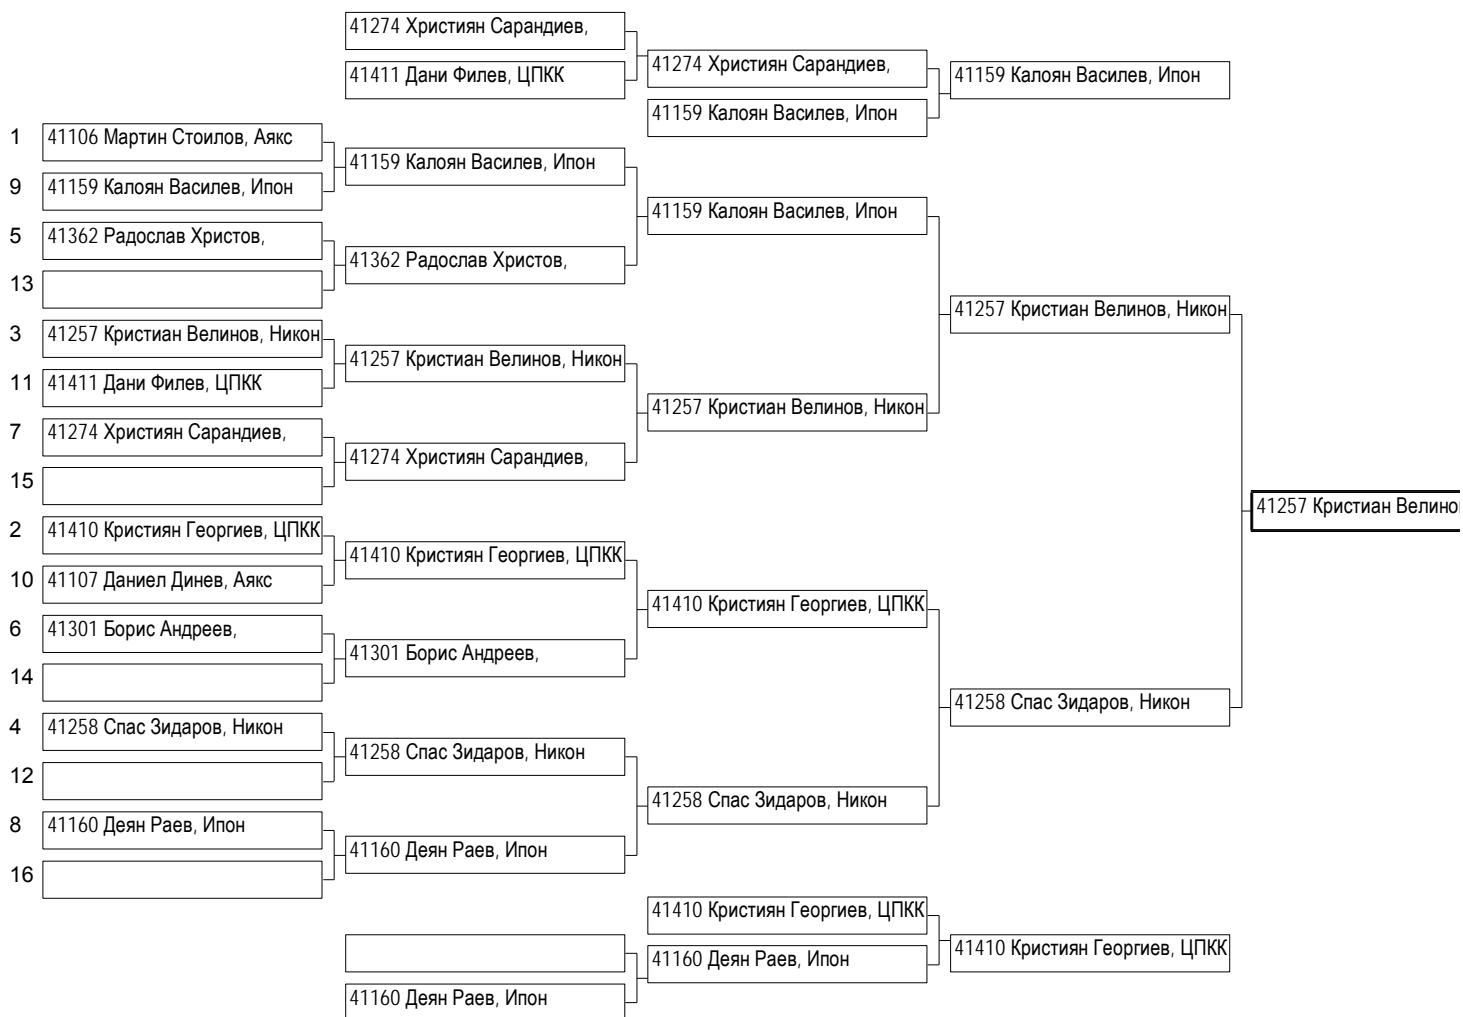 41274 Християн Сарандиев,
41411 Дани Филев, ЦПКК
41274 Християн Сарандиев,
41159 Калоян Василев, Ипон
41159 Калоян Василев, Ипон
1 41106 Мартин Стоилов, Аякс
9 41159 Калоян Василев, Ипон
5 41362 Радослав Христов,
13
3 41257 Кристиан Велинов, Никон
11 41411 Дани Филев, ЦПКК
7 41274 Християн Сарандиев,
15
2 41410 Кристиян Георгиев, ЦПКК
10 41107 Даниел Динев, Аякс
6 41301 Борис Андреев,
14
4 41258 Спас Зидаров, Никон
12
8 41160 Деян Раев, Ипон
16
41159 Калоян Василев, Ипон
41362 Радослав Христов,
41257 Кристиан Велинов, Никон
41274 Християн Сарандиев,
41410 Кристиян Георгиев, ЦПКК
41301 Борис Андреев,
41258 Спас Зидаров, Никон
41160 Деян Раев, Ипон
41159 Калоян Василев, Ипон
41257 Кристиан Велинов, Никон
41410 Кристиян Георгиев, ЦПКК
41258 Спас Зидаров, Никон
41257 Кристиан Велинов, Никон
41258 Спас Зидаров, Никон
41257 Кристиан Велинов
41160 Деян Раев, Ипон
41410 Кристиян Георгиев, ЦПКК
41160 Деян Раев, Ипон
41410 Кристиян Георгиев, ЦПКК